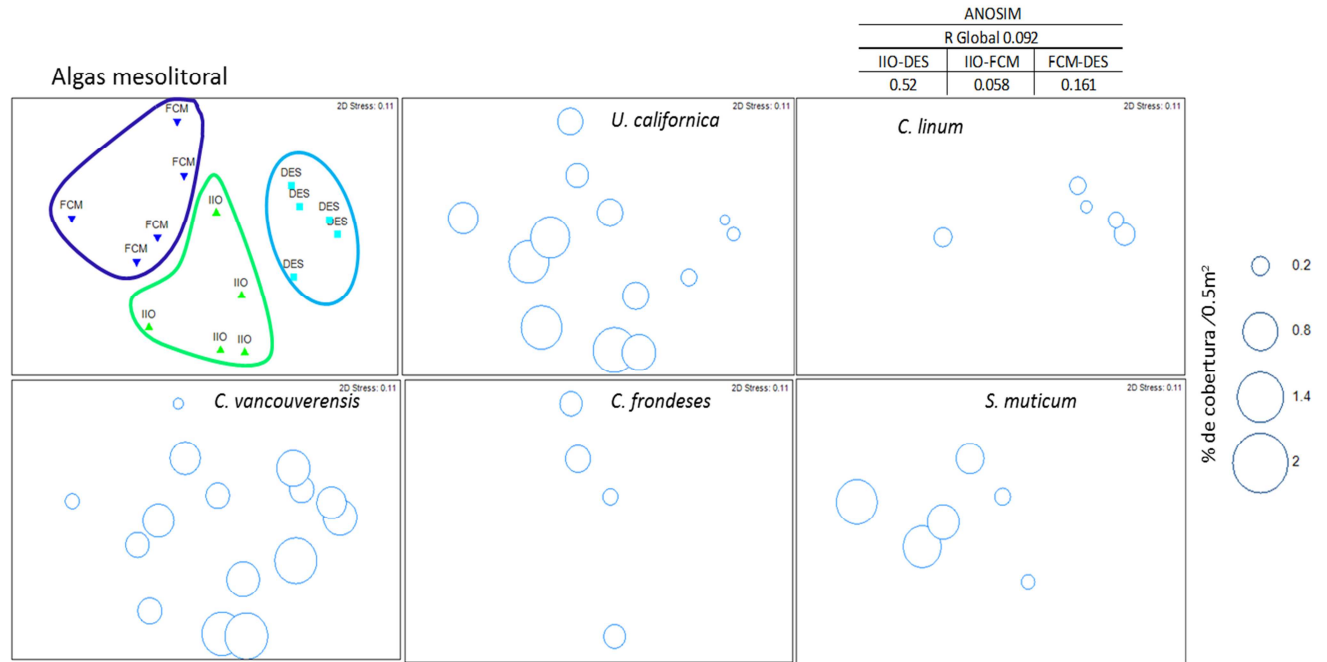 ANOSIM
R Global 0.092
IIO-DES IIO-FCM FCM-DES
0.52 0.058 0.161
Algas mesolitoral
2D Stress: 0.11
FCM
FCM
DES
DES
IIO
FCM
DES
FCM
DES
FCM
DES
IIO
IIO
IIO
IIO
2D Stress: 0.11
U. californica
2D Stress: 0.11
C. linum
2D Stress: 0.11
C. vancouverensis
2D Stress: 0.11
C. frondeses
2D Stress: 0.11
S. muticum
% de cobertura /0.5m²
0.2
0.8
1.4
2